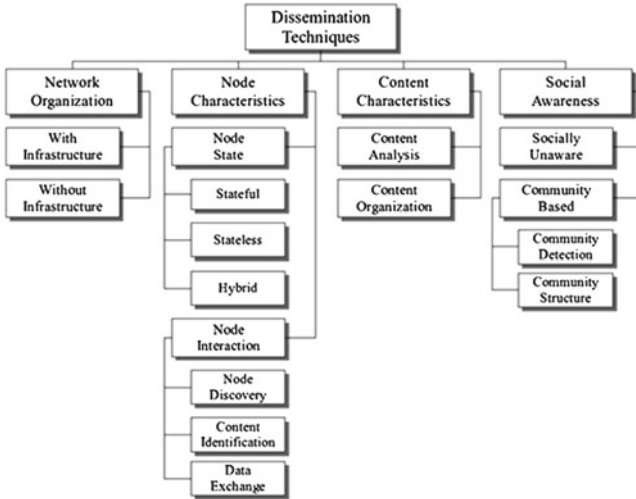 Dissemination
Techniques
Network
Organization
With
Infrastructure
Without
Infrastructure
Node
Characteristics
Node
State
Stateful
Stateless
Hybrid
Node
Interaction
Node
Discovery
Content
Identification
Data
Exchange
Content
Characteristics
Content
Analysis
Content
Organization
Social
Awareness
Socially
Unaware
Community
Based
Community
Detection
Community
Structure